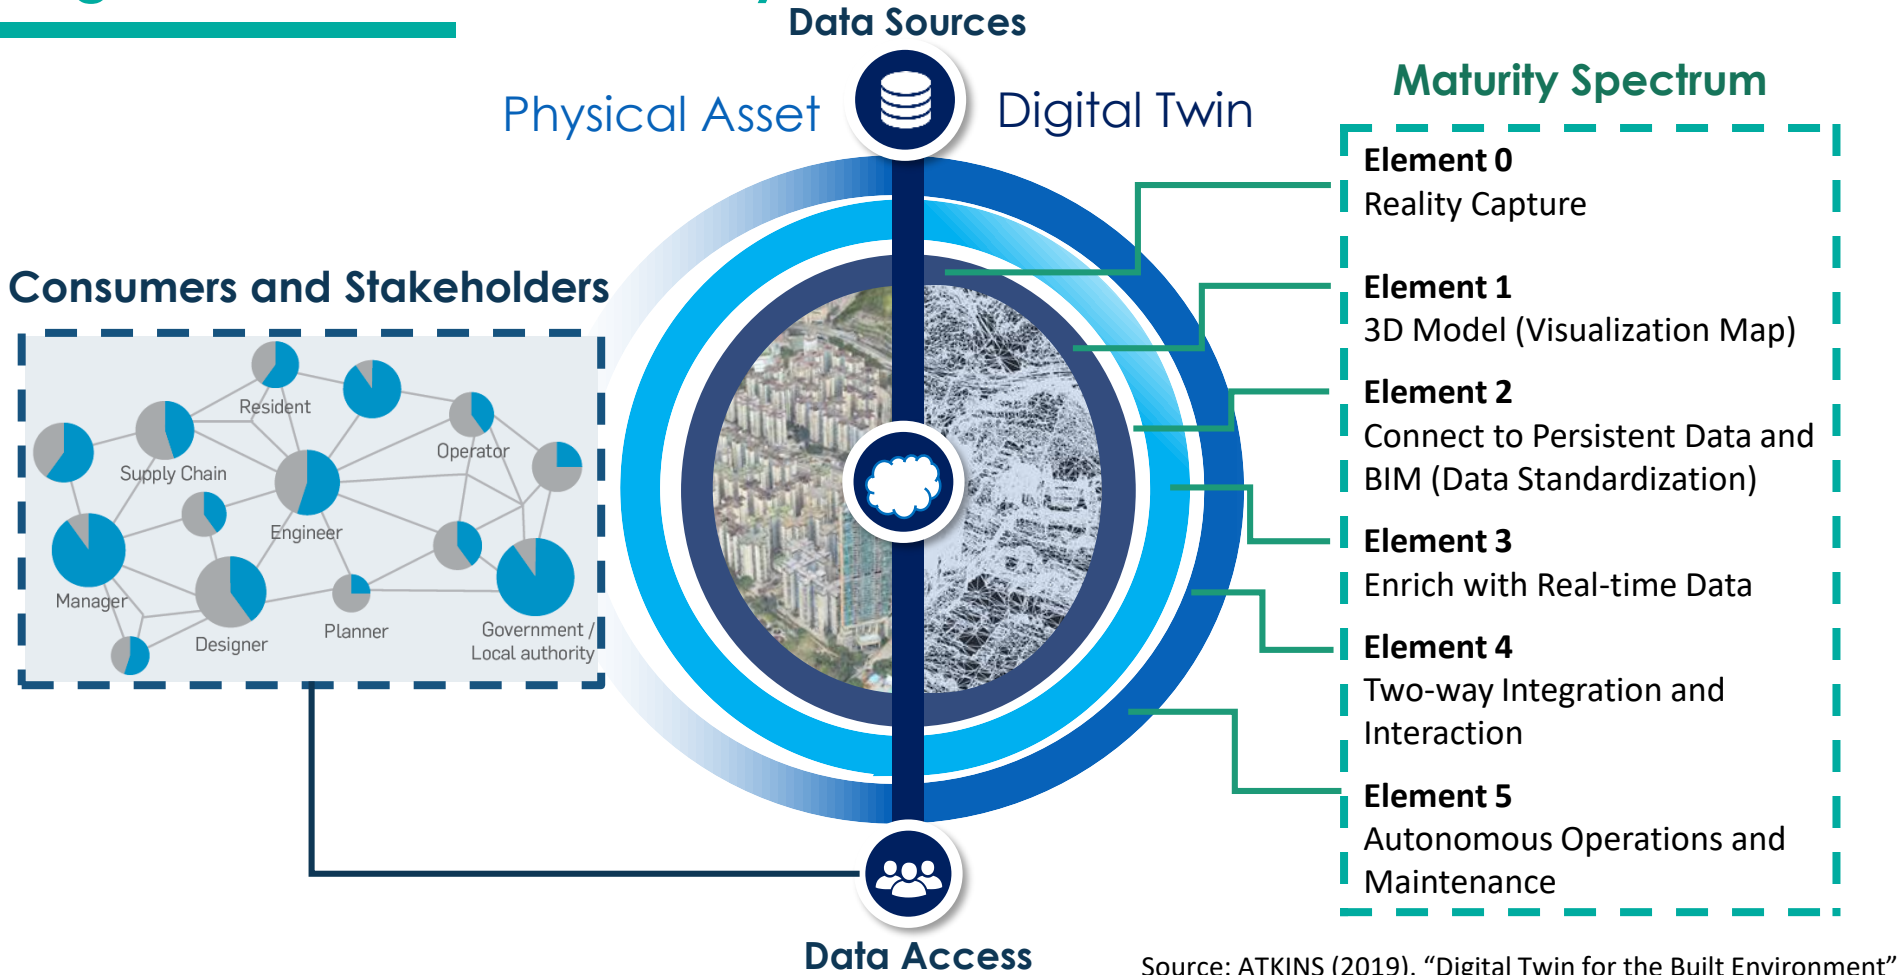 Data Sources
Physical Asset
Digital Twin
Maturity Spectrum
Element 0
Reality Capture
Element 1
3D Model (Visualization Map)
Element 2
Connect to Persistent Data and
BIM (Data Standardization)
Element 3
Enrich with Real-time Data
Element 4
Two-way Integration and
Interaction
Element 5
Autonomous Operations and
Maintenance
Consumers and Stakeholders
Resident
Operator
Supply Chain
Engineer
Manager
Designer
Planner
Government /
Local authority
Data Access
Source: ATKINS (2019). “Digital Twin for the Built Environment”